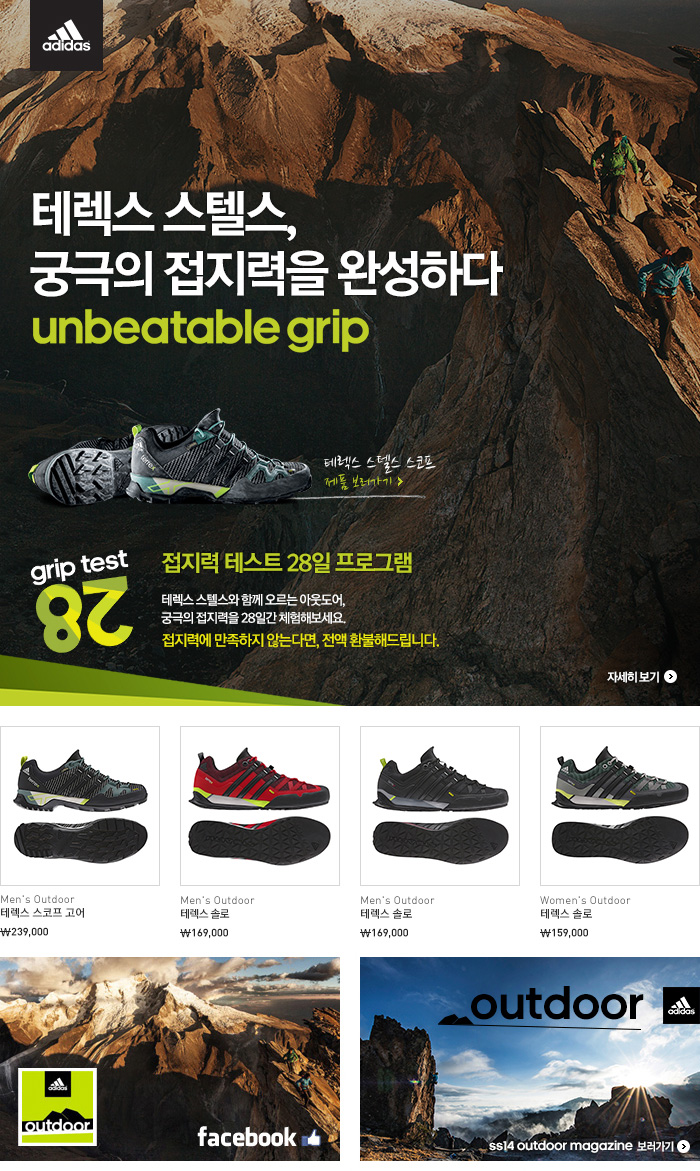 adidas
테렉스 스텔스,
궁극의 접지력을 완성하다
unbeatable grip
terrex
테렉스 스텔스 스코프
제품 보러가기 >
grip test
28
접지력 테스트 28일 프로그램
테렉스 스텔스와 함께 오르는 아웃도어,
궁극의 접지력을 28일간 체험해보세요.
접지력에 만족하지 않는다면, 전액 환불해드립니다.
자세히 보기
Men's Outdoor
테렉스 스코프 고어
₩239,000
Men's Outdoor
테렉스 솔로
₩169,000
Men's Outdoor
테렉스 솔로
₩169,000
Women's Outdoor
테렉스 솔로
₩159,000
adidas
outdoor
facebook
outdoor
adidas
ss14 outdoor magazine 보러가기